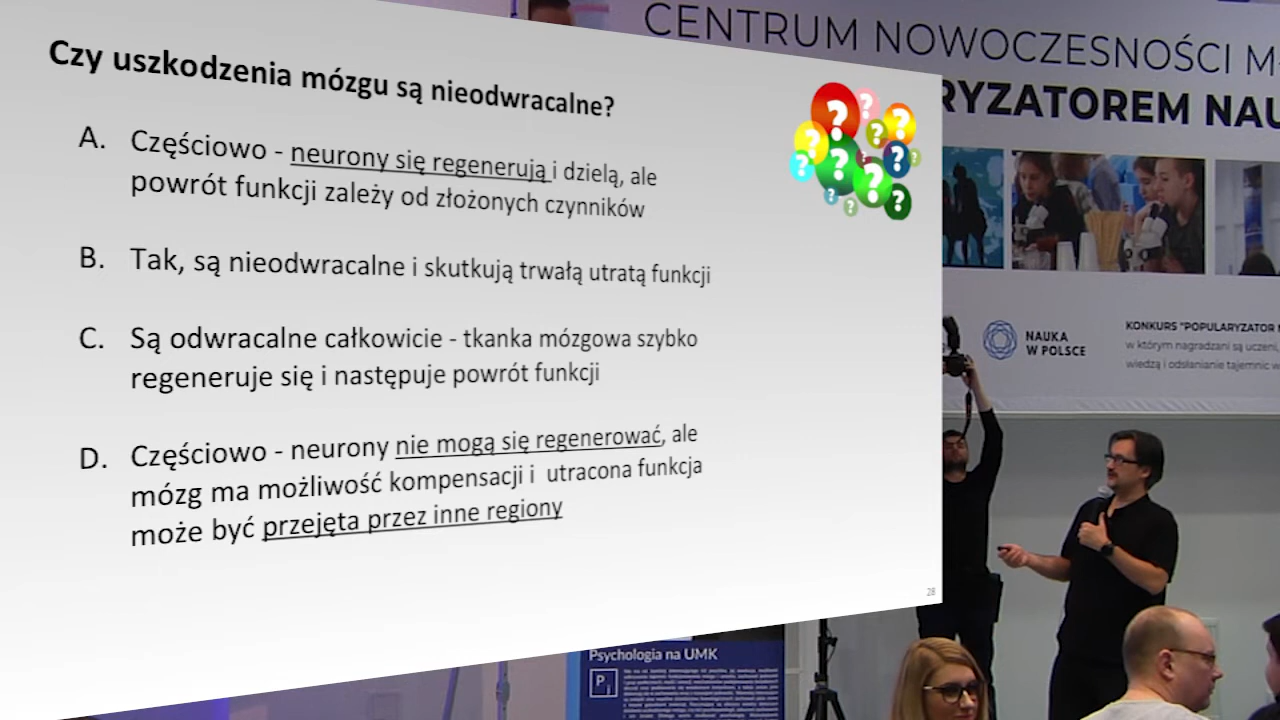 Czy uszkodzenia mózgu są nieodwracalne?
A. Częściowo - neurony się regenerują i dzielą, ale
powrót funkcji zależy od złożonych czynników
B. Tak, są nieodwracalne i skutkują trwałą utratą funkcji
C. Są odwracalne całkowicie - tkanka mózgowa szybko
regeneruje się i następuje powrót funkcji
D. Częściowo - neurony nie mogą się regenerować, ale
mózg ma możliwość kompensacji i utracona funkcja
może być przejęta przez inne regiony
28
CENTRUM NOWOCZESNOŚCI
RYZATOREM NAU
NAUKA
W POLSCE
KONKURS "POPULARYZATOR
w którym nagradzani są uczeni,
wiedzą i odsłanianie tajemnic
Psychologia na UMK